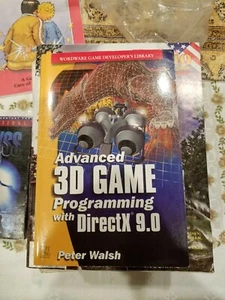 WORDWARE GAME DEVELOPER'S LIBRARY
Advanced
3D GAME
Programming
with DirectX® 9.0
Peter Walsh